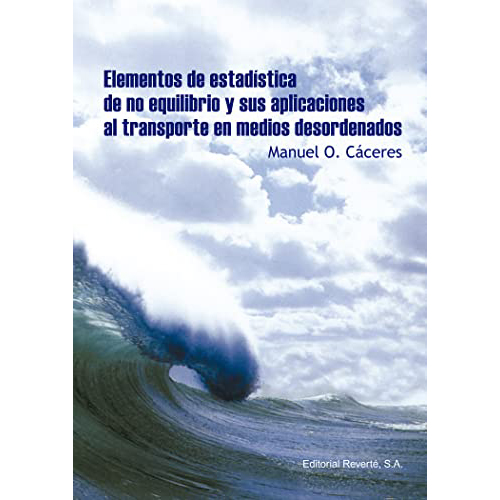 Elementos de estadística
de no equilibrio y sus aplicaciones
al transporte en medios desordenados
Manuel O. Cáceres
Editorial Reverté, S.A.